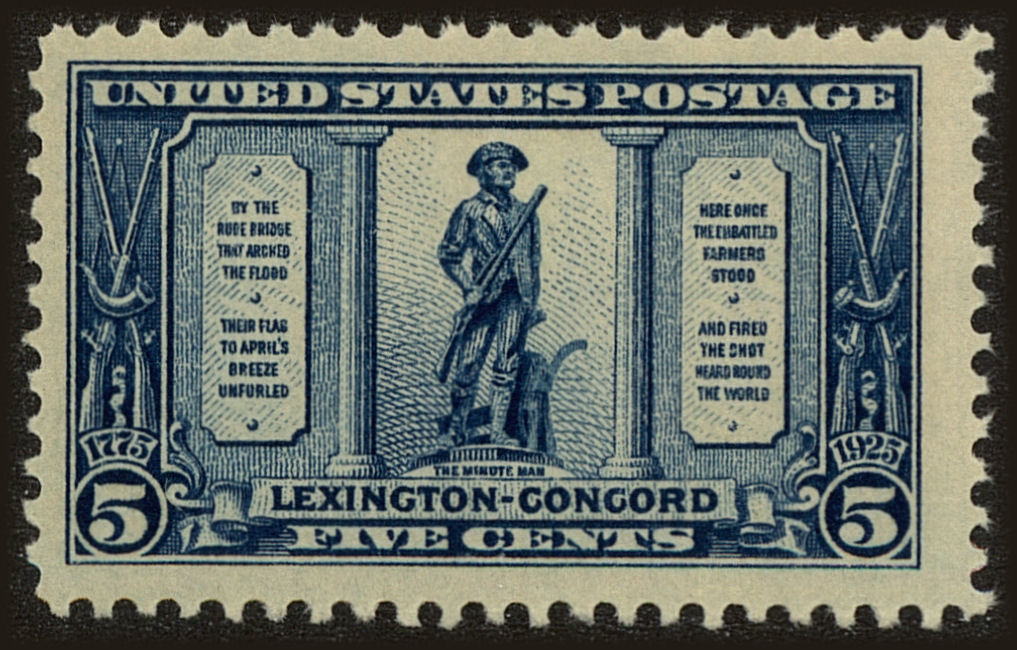 UNITED STATES POSTAGE
BY THE
RUDE BRIDGE
THAT ARCHED
THE FLOOD
THEIR FLAG
TO APRIL'S
BREEZE
UNFURLED
HERE ONCE
THE EMBATTLED
FARMERS
STOOD
AND FIRED
THE SHOT
HEARD ROUND
THE WORLD
1775
1925
THE MINUTE MAN
5
LEXINGTON-CONCORD
5
FIVE CENTS